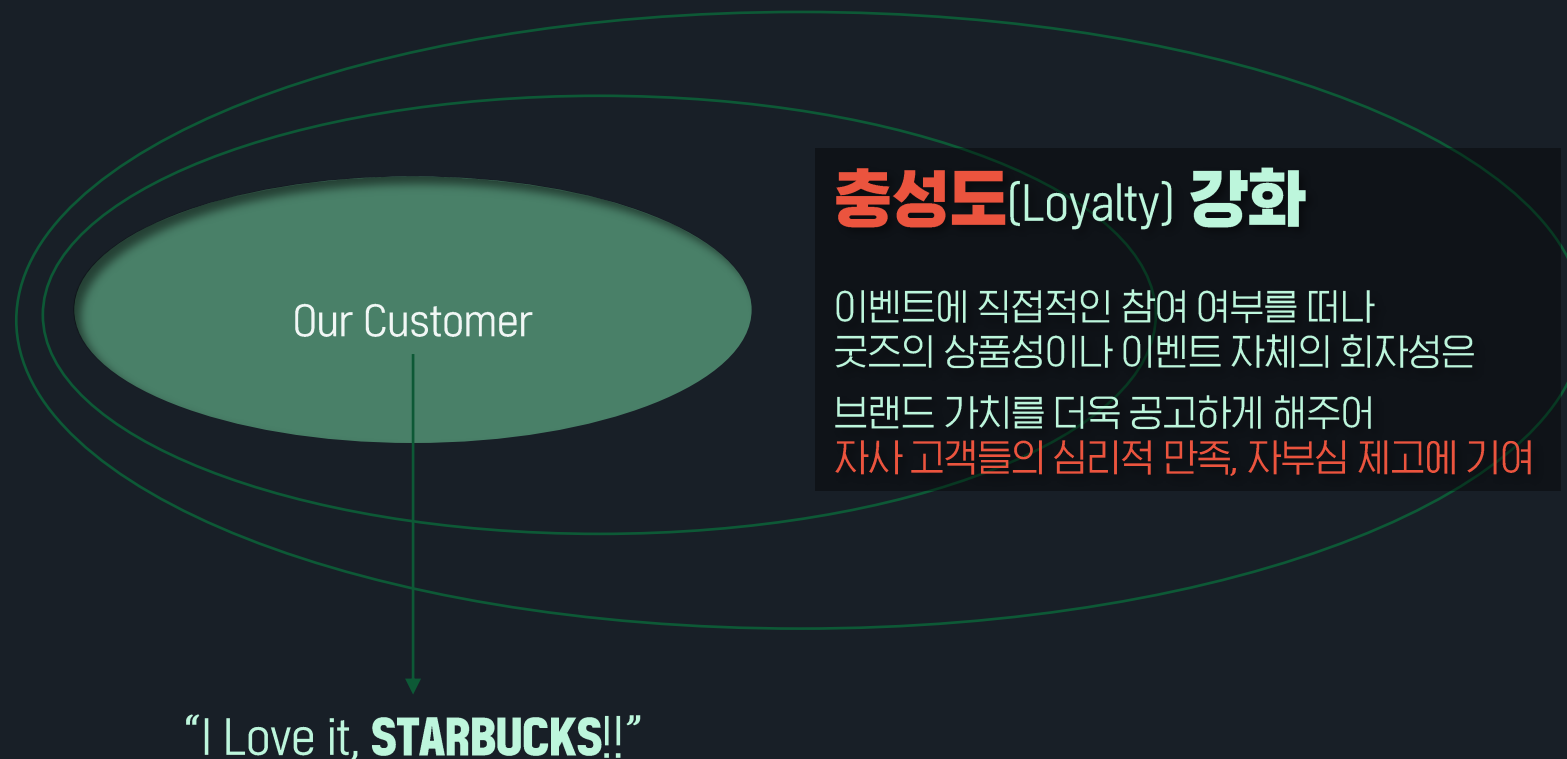 충성도(Loyalty) 강화
이벤트에 직접적인 참여 여부를 떠나
굿즈의 상품성이나 이벤트 자체의 회자성은
브랜드 가치를 더욱 공고하게 해주어
자사 고객들의 심리적 만족, 자부심 제고에 기여
Our Customer
“I Love it, STARBUCKS!!”